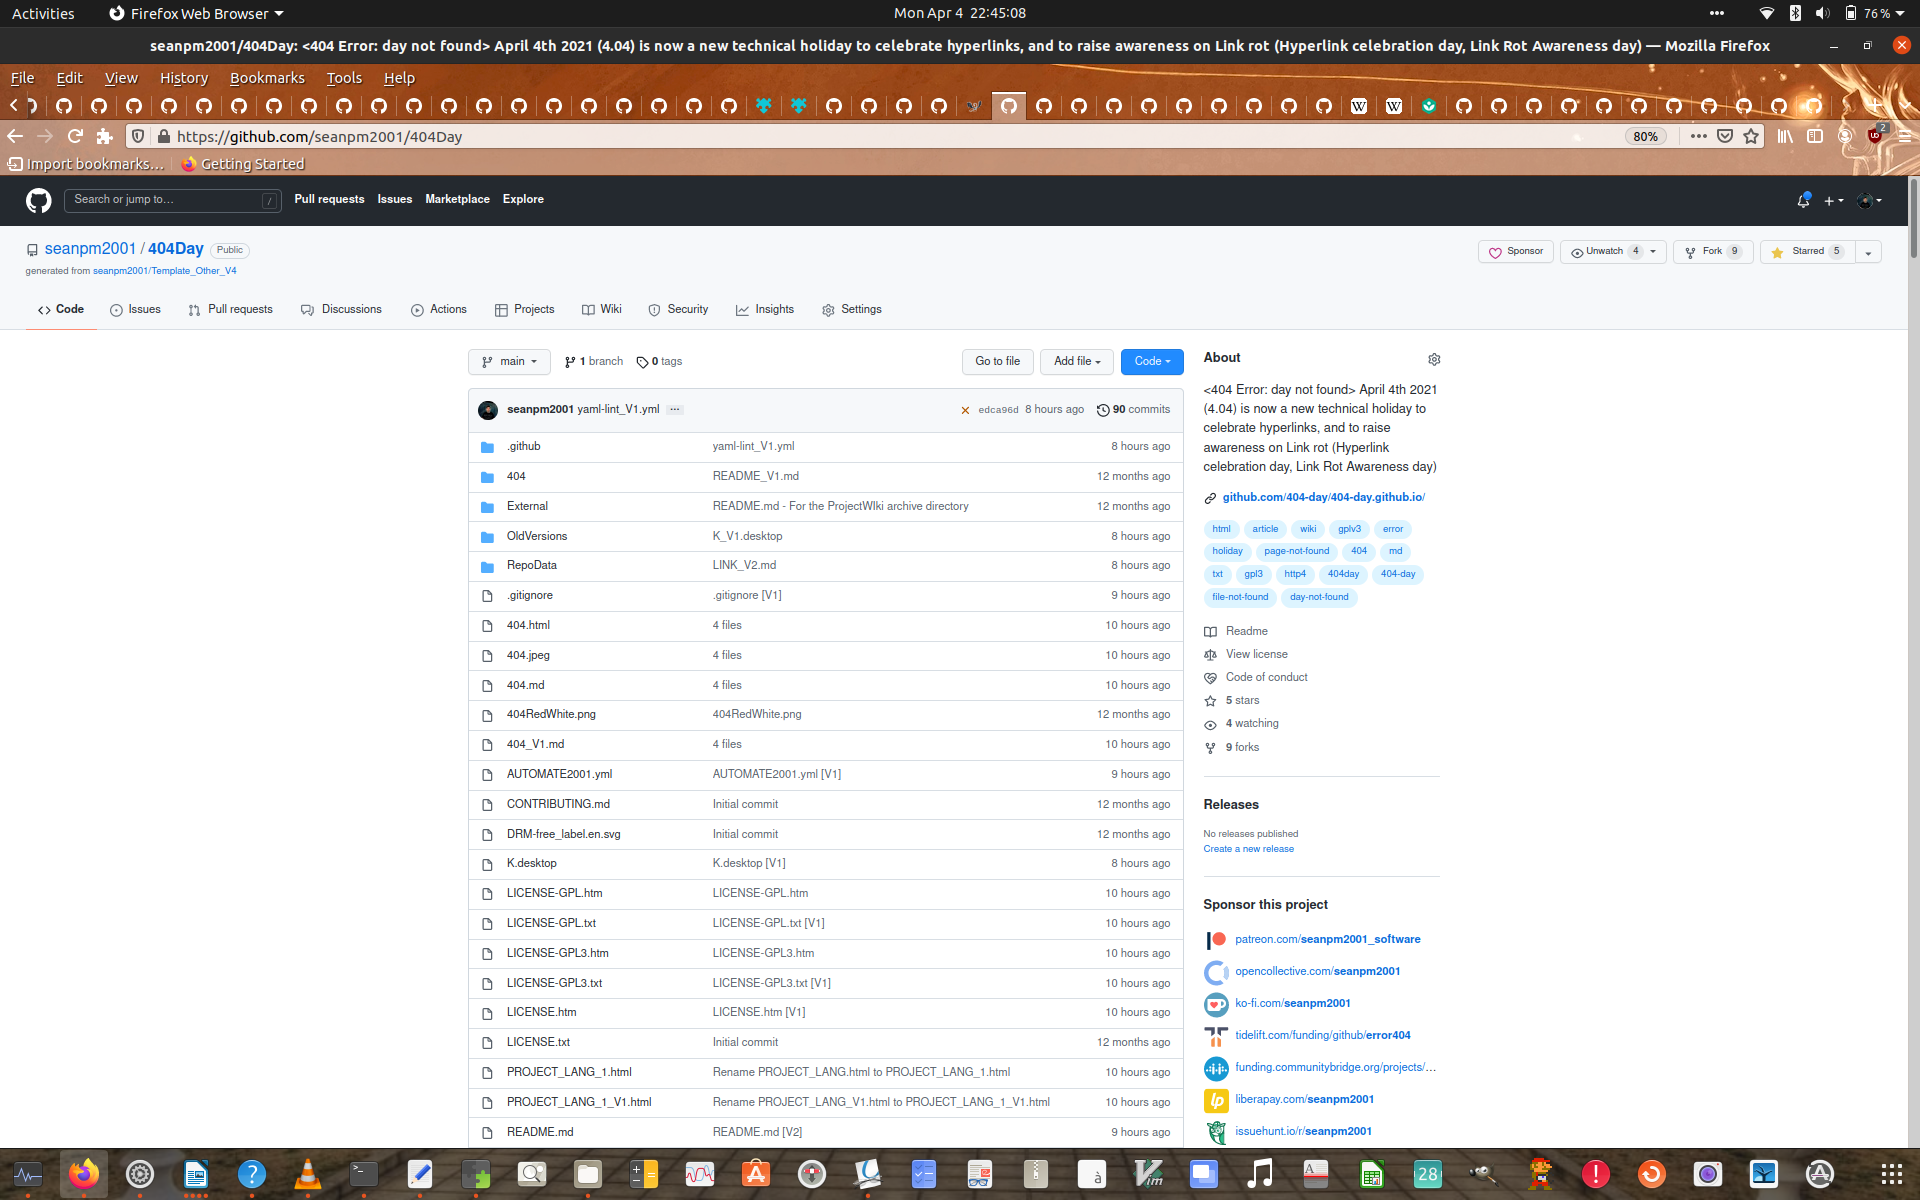 Activities
Firefox Web Browser
Mon Apr 4 22:45:08
76 %
seanpm2001/404Day: <404 Error: day not found> April 4th 2021 (4.04) is now a new technical holiday to celebrate hyperlinks, and to raise awareness on Link rot (Hyperlink celebration day, Link Rot Awareness day) — Mozilla Firefox
File Edit View History Bookmarks Tools Help
https://github.com/seanpm2001/404Day
80%
2
Import bookmarks... Getting Started
Search or jump to... /
Pull requests Issues Marketplace Explore
seanpm2001 / 404Day Public
generated from seanpm2001/Template_Other_V4
Sponsor
Unwatch 4
Fork 9
Starred 5
Code Issues Pull requests Discussions Actions Projects Wiki Security Insights Settings
main 1 branch 0 tags
Go to file Add file Code
seanpm2001 yaml-lint_V1.yml ... edca96d 8 hours ago 90 commits
.github yaml-lint_V1.yml 8 hours ago
404 README_V1.md 12 months ago
External README.md - For the ProjectWIki archive directory 12 months ago
OldVersions K_V1.desktop 8 hours ago
RepoData LINK_V2.md 8 hours ago
.gitignore .gitignore [V1] 9 hours ago
404.html 4 files 10 hours ago
404.jpeg 4 files 10 hours ago
404.md 4 files 10 hours ago
404RedWhite.png 404RedWhite.png 12 months ago
404_V1.md 4 files 10 hours ago
AUTOMATE2001.yml AUTOMATE2001.yml [V1] 9 hours ago
CONTRIBUTING.md Initial commit 12 months ago
DRM-free_label.en.svg Initial commit 12 months ago
K.desktop K.desktop [V1] 8 hours ago
LICENSE-GPL.htm LICENSE-GPL.htm 10 hours ago
LICENSE-GPL.txt LICENSE-GPL.txt [V1] 10 hours ago
LICENSE-GPL3.htm LICENSE-GPL3.htm 10 hours ago
LICENSE-GPL3.txt LICENSE-GPL3.txt [V1] 10 hours ago
LICENSE.htm LICENSE.htm [V1] 10 hours ago
LICENSE.txt Initial commit 12 months ago
PROJECT_LANG_1.html Rename PROJECT_LANG.html to PROJECT_LANG_1.html 10 hours ago
PROJECT_LANG_1_V1.html Rename PROJECT_LANG_V1.html to PROJECT_LANG_1_V1.html 10 hours ago
README.md README.md [V2] 9 hours ago
About
<404 Error: day not found> April 4th 2021
(4.04) is now a new technical holiday to
celebrate hyperlinks, and to raise
awareness on Link rot (Hyperlink
celebration day, Link Rot Awareness day)
github.com/404-day/404-day.github.io/
html article wiki gplv3 error
holiday page-not-found 404 md
txt gpl3 http4 404day 404-day
file-not-found day-not-found
Readme
View license
Code of conduct
5 stars
4 watching
9 forks
Releases
No releases published
Create a new release
Sponsor this project
patreon.com/seanpm2001_software
opencollective.com/seanpm2001
ko-fi.com/seanpm2001
tidelift.com/funding/github/error404
funding.communitybridge.org/projects/...
lp liberapay.com/seanpm2001
issuehunt.io/r/seanpm2001
28